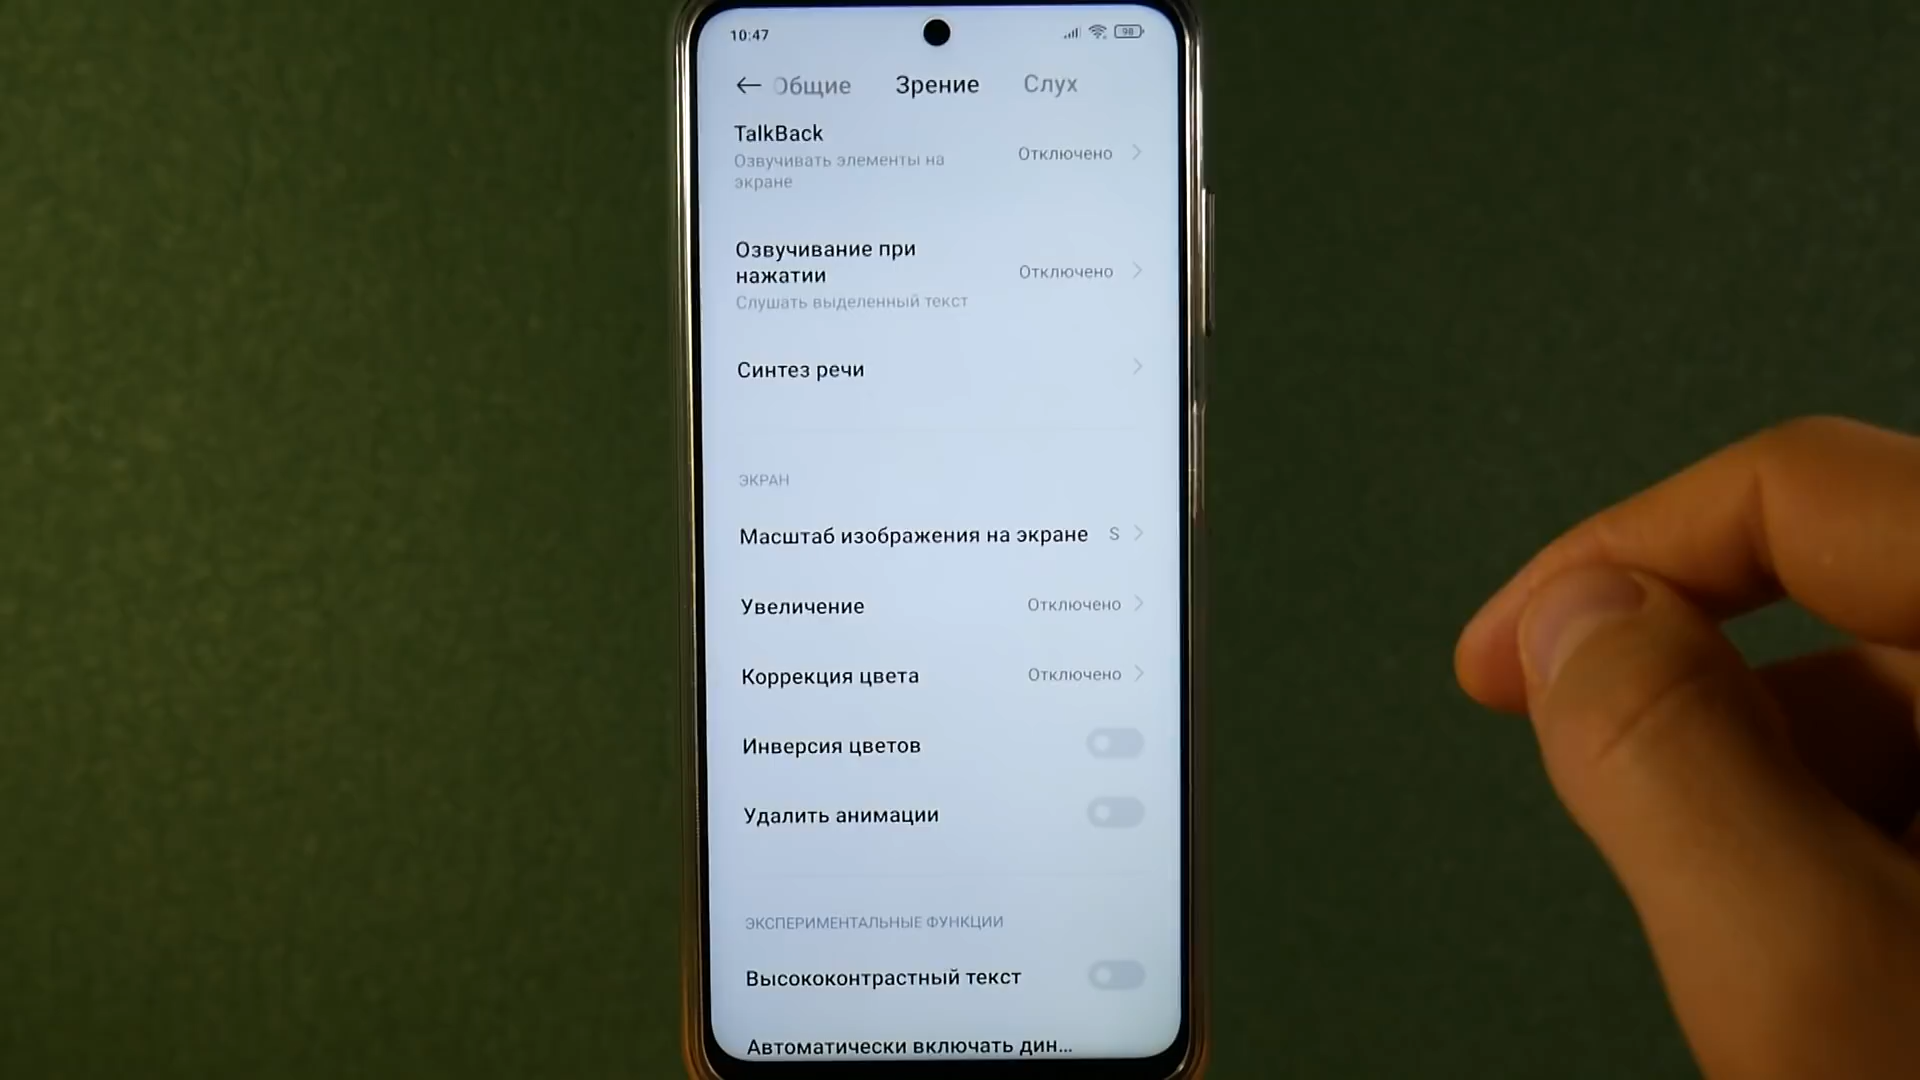 10:47
98
Общие Зрение Слух
TalkBack
Озвучивать элементы на
экране
Отключено
Озвучивание при
нажатии
Слушать выделенный текст
Отключено
Синтез речи
ЭКРАН
Масштаб изображения на экране S
Увеличение Отключено
Коррекция цвета Отключено
Инверсия цветов
Удалить анимации
ЭКСПЕРИМЕНТАЛЬНЫЕ ФУНКЦИИ
Высококонтрастный текст
Автоматически включать дин...